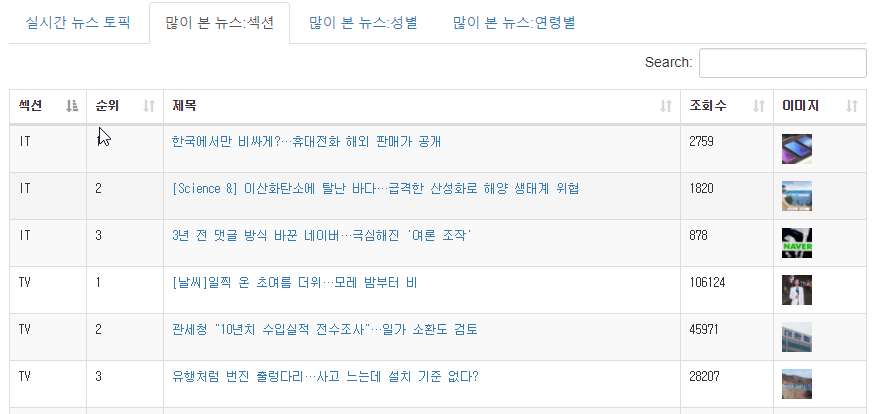 실시간 뉴스 토픽 많이 본 뉴스:섹션 많이 본 뉴스:성별 많이 본 뉴스:연령별
Search:
섹션 순위 제목 조회수 이미지
IT 한국에서만 비싸게?…휴대전화 해외 판매가 공개 2759
IT 2 [Science &] 이산화탄소에 탈난 바다…급격한 산성화로 해양 생태계 위협 1820
IT 3 3년 전 댓글 방식 바꾼 네이버…극심해진 '여론 조작' 878 NAVER
TV 1 [날씨]일찍 온 초여름 더위…모레 밤부터 비 106124
TV 2 관세청 "10년치 수입실적 전수조사"…일가 소환도 검토 45971
TV 3 유행처럼 번진 출렁다리…사고 느는데 설치 기준 없다? 28207